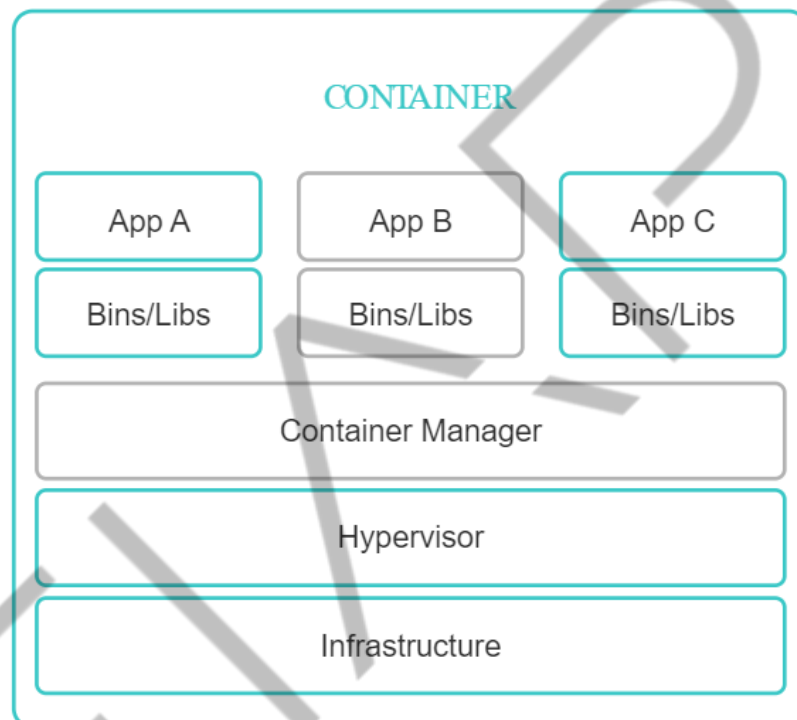 CONTAINER
App A App B App C
Bins/Libs Bins/Libs Bins/Libs
Container Manager
Hypervisor
Infrastructure